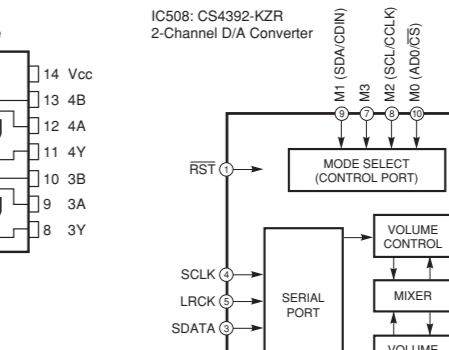 14 Vcc
13 4B
12 4A
11 4Y
10 3B
9 3A
8 3Y
IC508: CS4392-KZR
2-Channel D/A Converter
M1 (SDA/CDIN)
M3
M2 (SCL/CCLK)
M0 (AD0/CS)
9 7 8 10
RST 1
MODE SELECT
(CONTROL PORT)
VOLUME
CONTROL
SCLK 4
LRCK 5
SDATA 3
SERIAL
PORT
MIXER
VOLUME